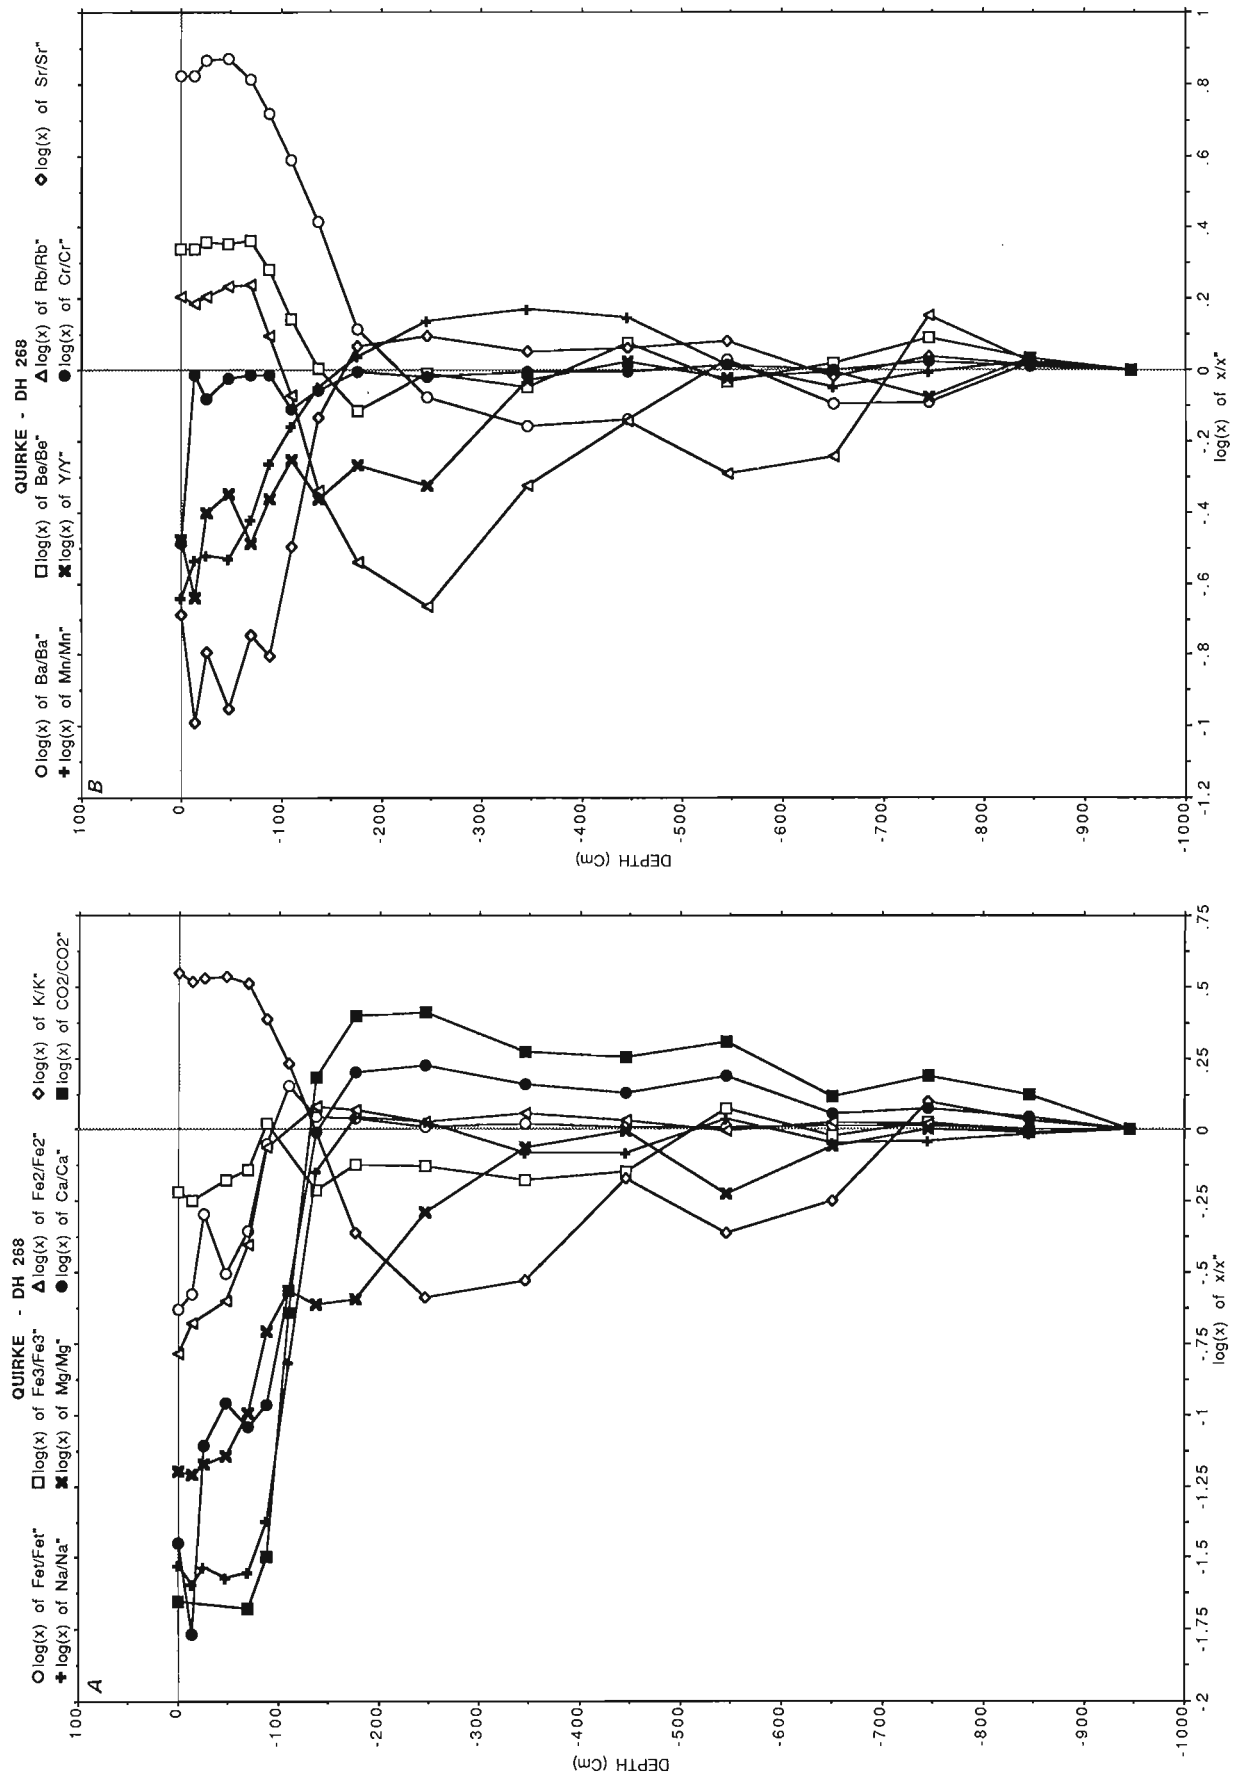 QUIRKE - DH 268
log(x) of Fet/Fet" log(x) of Fe3/Fe3" log(x) of Fe2/Fe2" log(x) of K/K"
log(x) of Na/Na" log(x) of Mg/Mg" log(x) of Ca/Ca" log(x) of CO2/CO2"
A
100
0
-100
-200
-300
-400
-500
-600
-700
-800
-900
-1000
DEPTH (Cm)
-2 -1.75 -1.5 -1.25 -1 -.75 -.5 -.25 0 .25 .5 .75
log(x) of x/x"
QUIRKE - DH 268
log(x) of Ba/Ba" log(x) of Be/Be" log(x) of Rb/Rb" log(x) of Sr/Sr"
log(x) of Mn/Mn" log(x) of Y/Y" log(x) of Cr/Cr"
B
100
0
-100
-200
-300
-400
-500
-600
-700
-800
-900
-1000
DEPTH (Cm)
-1.2 -1 -.8 -.6 -.4 -.2 0 .2 .4 .6 .8 1
log(x) of x/x"